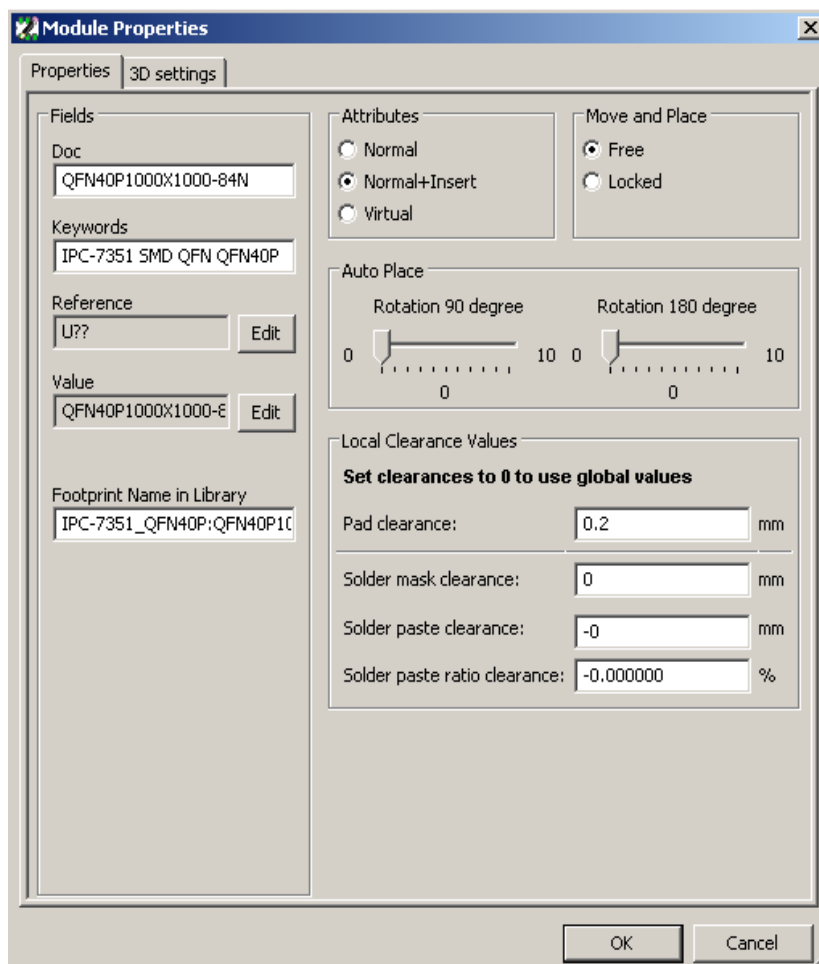 Module Properties
Properties
3D settings
Fields
Doc
QFN40P1000X1000-84N
Keywords
IPC-7351 SMD QFN QFN40P
Reference
U??
Edit
Value
QFN40P1000X1000-8
Edit
Footprint Name in Library
IPC-7351_QFN40P:QFN40P10
Attributes
Normal
Normal+Insert
Virtual
Move and Place
Free
Locked
Auto Place
Rotation 90 degree
0
10
0
Rotation 180 degree
0
10
0
Local Clearance Values
Set clearances to 0 to use global values
Pad clearance:
0.2
mm
Solder mask clearance:
0
mm
Solder paste clearance:
-0
mm
Solder paste ratio clearance:
-0.000000
%
OK
Cancel